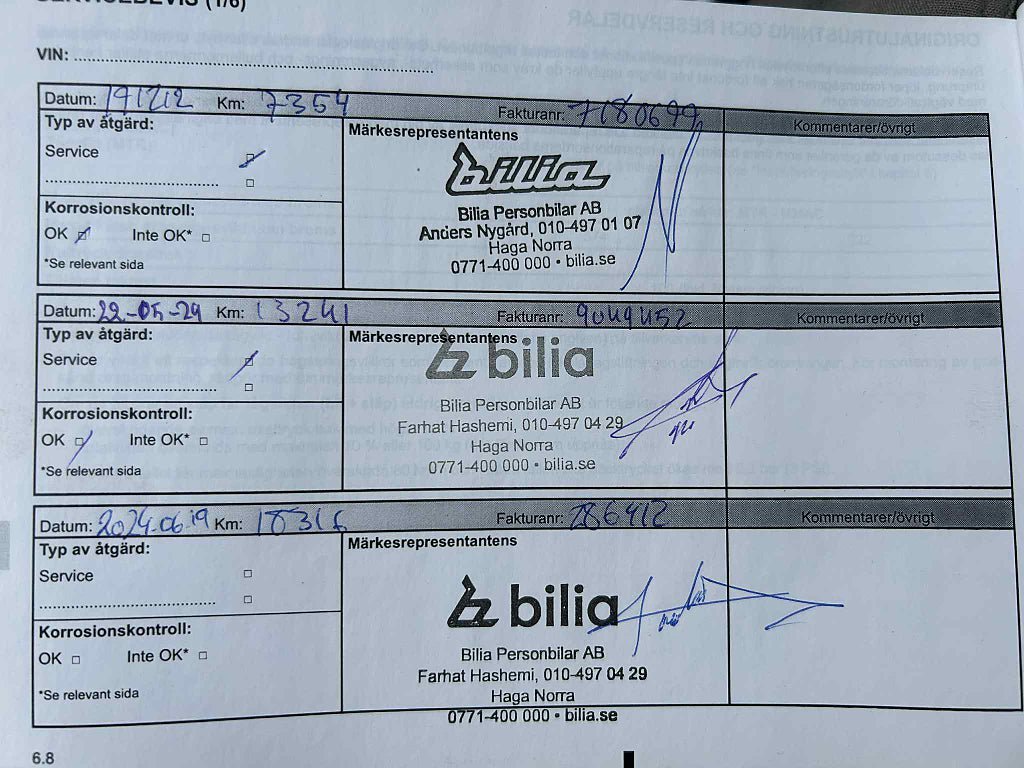 SERVICEBEVIS (1/6)
VIN: ........................................................................
Datum: 191212 Km: 7354 Fakturanr: 7180699 Kommentarer/övrigt
Typ av åtgärd: Märkesrepresentantens
Service
bilia
Korrosionskontroll:
Bilia Personbilar AB
Anders Nygård, 010-497 01 07
OK Inte OK*
Haga Norra
*Se relevant sida
0771-400 000 • bilia.se
Datum: 22-05-24 Km: 13241 Fakturanr: 9049452 Kommentarer/övrigt
Typ av åtgärd: Märkesrepresentantens
Service
bilia
Korrosionskontroll:
Bilia Personbilar AB
Farhat Hashemi, 010-497 04 29
OK Inte OK*
Haga Norra
*Se relevant sida
0771-400 000 • bilia.se
Datum: 2024-06-19 Km: Fakturanr: 286412 Kommentarer/övrigt
Typ av åtgärd: Märkesrepresentantens
Service
bilia
Korrosionskontroll:
Bilia Personbilar AB
OK Inte OK*
Farhat Hashemi, 010-497 04 29
Haga Norra
*Se relevant sida
0771-400 000 • bilia.se
6.8